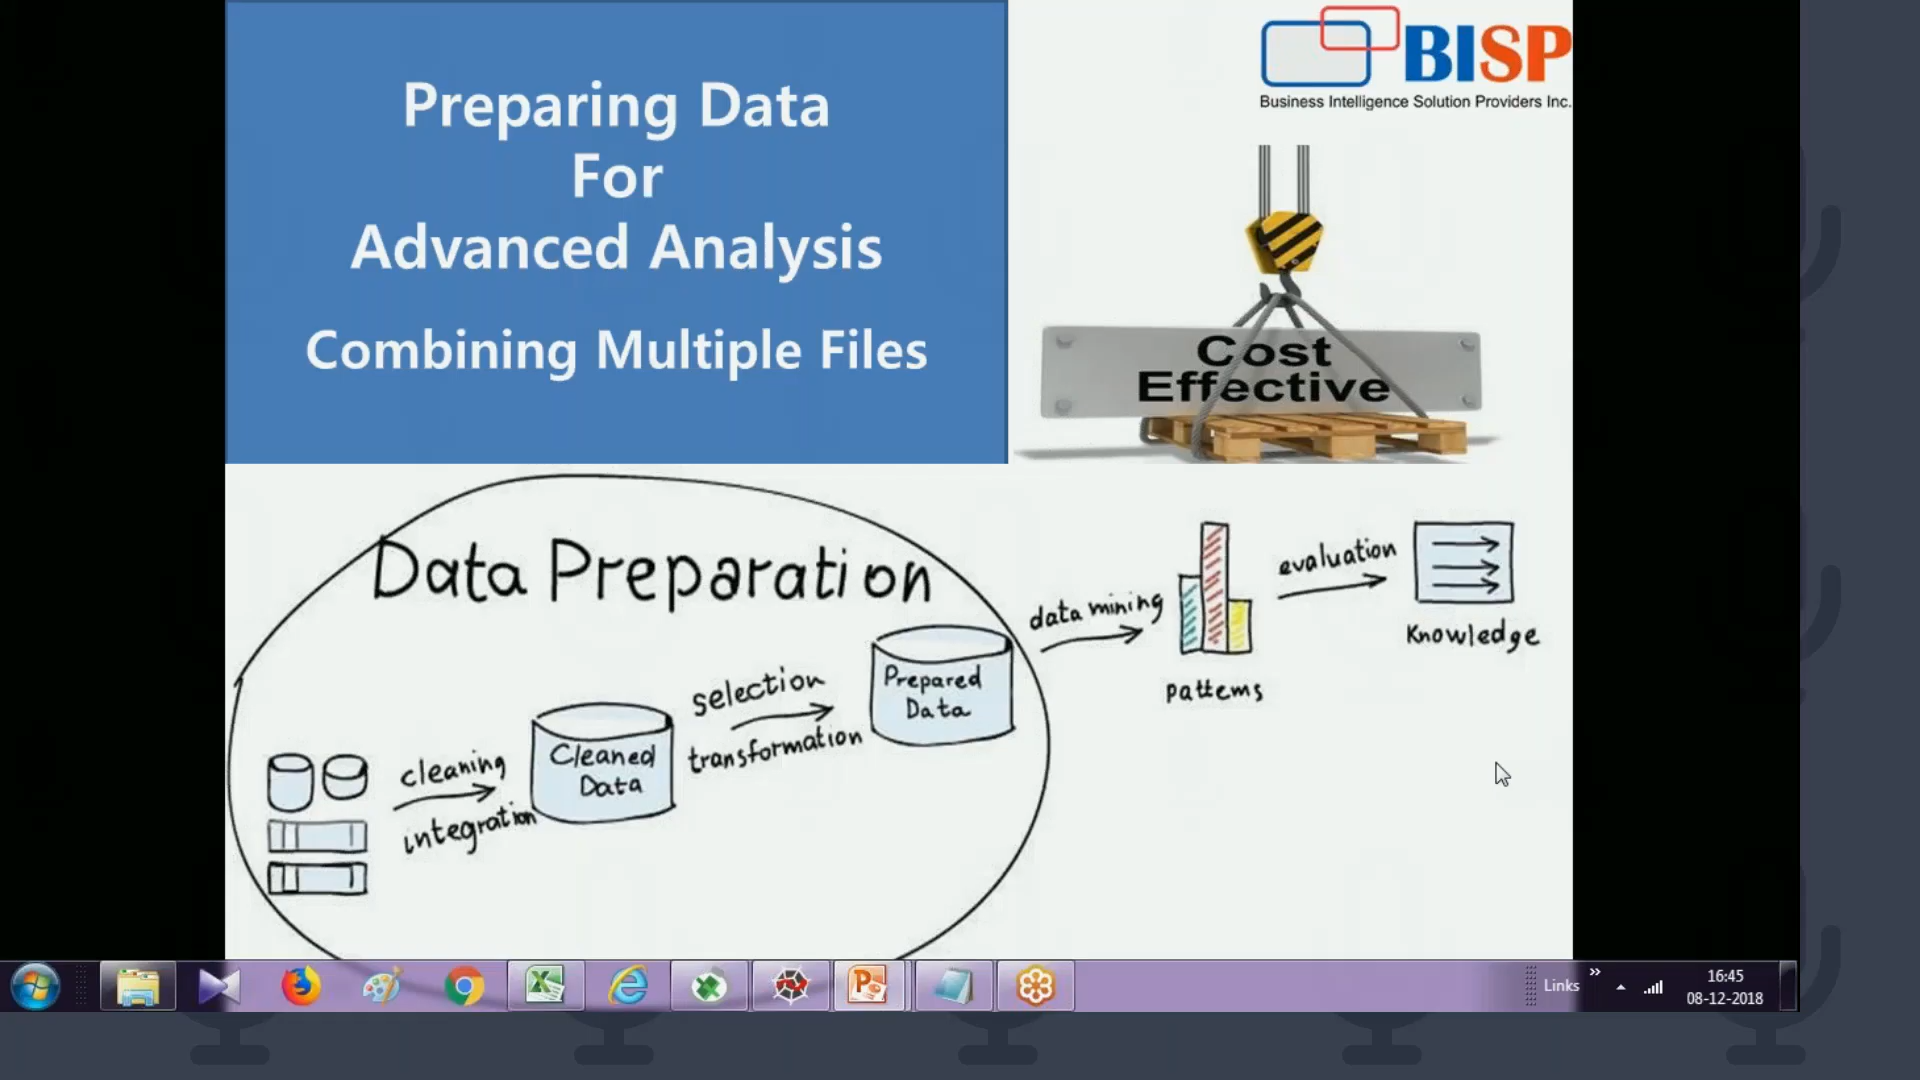 Preparing Data
For
Advanced Analysis
Combining Multiple Files
BISP
Business Intelligence Solution Providers Inc.
Cost
Effective
Data Preparation
cleaning
integration
Cleaned
Data
selection
transformation
Prepared
Data
data mining
patterns
evaluation
Knowledge
Links
16:45
08-12-2018